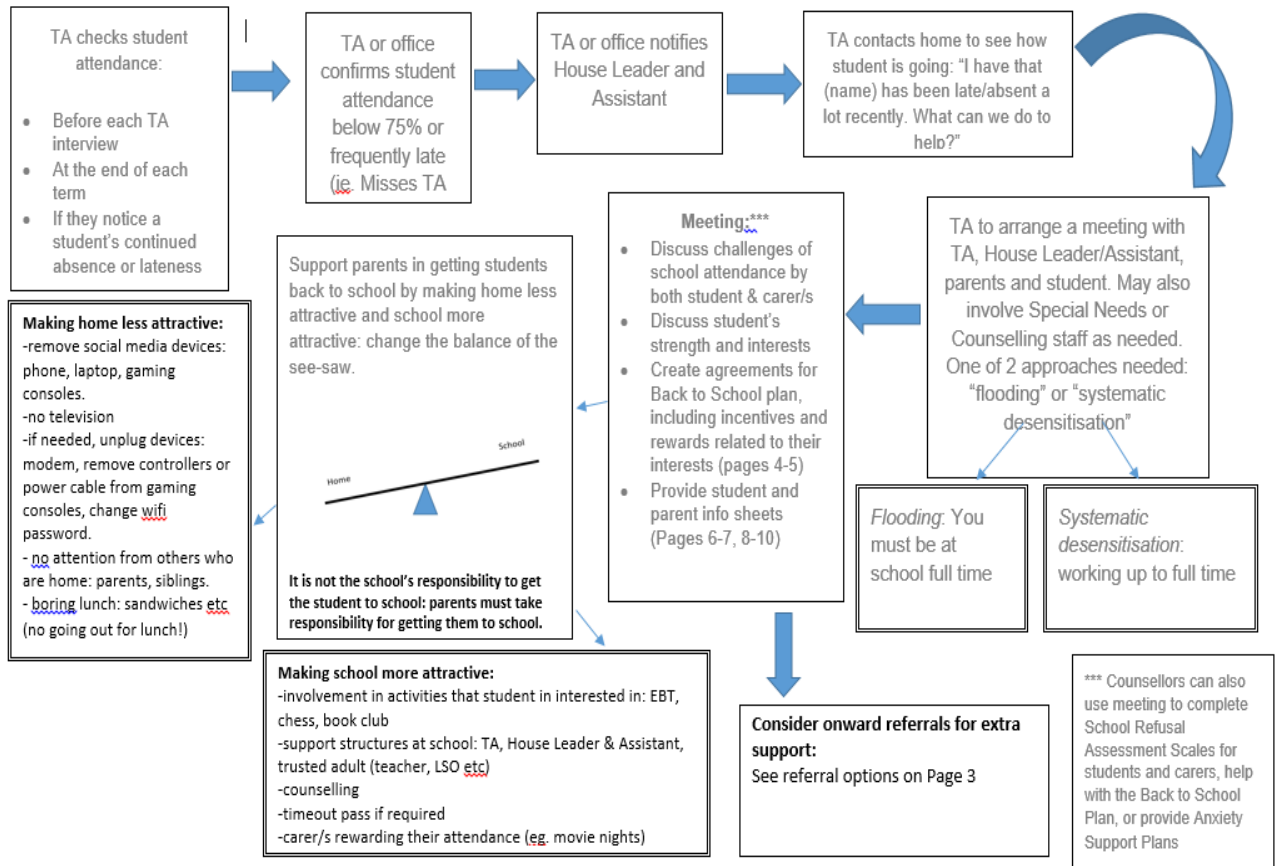 TA checks student
attendance:
• Before each TA
interview
• At the end of each
term
• If they notice a
student's continued
absence or lateness
TA or office
confirms student
attendance
below 75% or
frequently late
(ie. Misses TA
TA or office notifies
House Leader and
Assistant
TA contacts home to see how
student is going: “I have that
(name) has been late/absent a
lot recently. What can we do to
help?”
TA to arrange a meeting with
TA, House Leader/Assistant,
parents and student. May also
involve Special Needs or
Counselling staff as needed.
One of 2 approaches needed:
“flooding” or “systematic
desensitisation”
Flooding: You
must be at
school full time
Systematic
desensitisation:
working up to full time
Meeting:***
• Discuss challenges of
school attendance by
both student & carer/s
• Discuss student's
strength and interests
• Create agreements for
Back to School plan,
including incentives and
rewards related to their
interests (pages 4-5)
• Provide student and
parent info sheets
(Pages 6-7, 8-10)
Support parents in getting students
back to school by making home less
attractive and school more
attractive: change the balance of the
see-saw.
School
Home
It is not the school's responsibility to get
the student to school: parents must take
responsibility for getting them to school.
Making home less attractive:
-remove social media devices:
phone, laptop, gaming
consoles.
-no television
-if needed, unplug devices:
modem, remove controllers or
power cable from gaming
consoles, change wifi
password.
- no attention from others who
are home: parents, siblings.
- boring lunch: sandwiches etc
(no going out for lunch!)
Making school more attractive:
-involvement in activities that student in interested in: EBT,
chess, book club
-support structures at school: TA, House Leader & Assistant,
trusted adult (teacher, LSO etc)
-counselling
-timeout pass if required
-carer/s rewarding their attendance (eg. movie nights)
Consider onward referrals for extra
support:
See referral options on Page 3
*** Counsellors can also
use meeting to complete
School Refusal
Assessment Scales for
students and carers, help
with the Back to School
Plan, or provide Anxiety
Support Plans